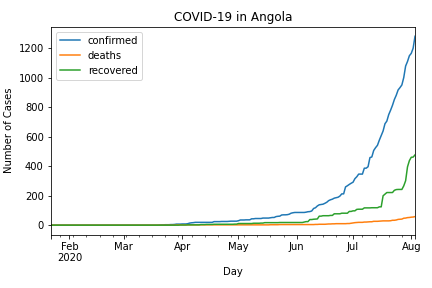 COVID-19 in Angola
confirmed
deaths
recovered
Number of Cases
1200
1000
800
600
400
200
0
Feb Mar Apr May Jun Jul Aug
2020
Day